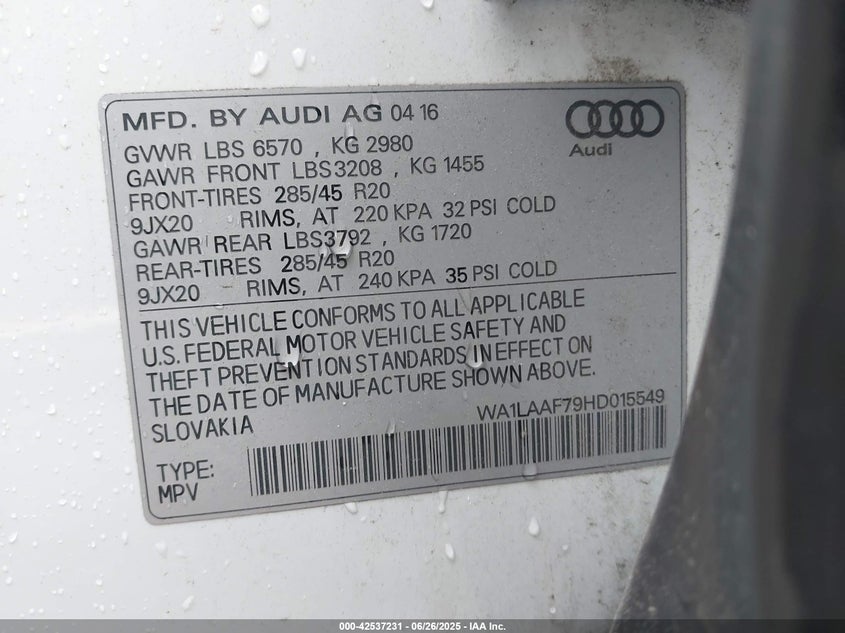 MFD. BY AUDI AG 04 16
Audi
GVWR LBS 6570 , KG 2980
GAWR FRONT LBS3208 , KG 1455
FRONT-TIRES 285/45 R20
9JX20 RIMS, AT 220 KPA 32 PSI COLD
GAWR REAR LBS3792 , KG 1720
REAR-TIRES 285/45 R20
9JX20 RIMS, AT 240 KPA 35 PSI COLD
THIS VEHICLE CONFORMS TO ALL APPLICABLE
U.S. FEDERAL MOTOR VEHICLE SAFETY AND
THEFT PREVENTION STANDARDS IN EFFECT ON
THE DATE OF MANUFACTURE SHOWN ABOVE.
SLOVAKIA
WA1LAAF79HD015549
TYPE:
MPV
000-42537231 - 06/26/2025 - IAA Inc.